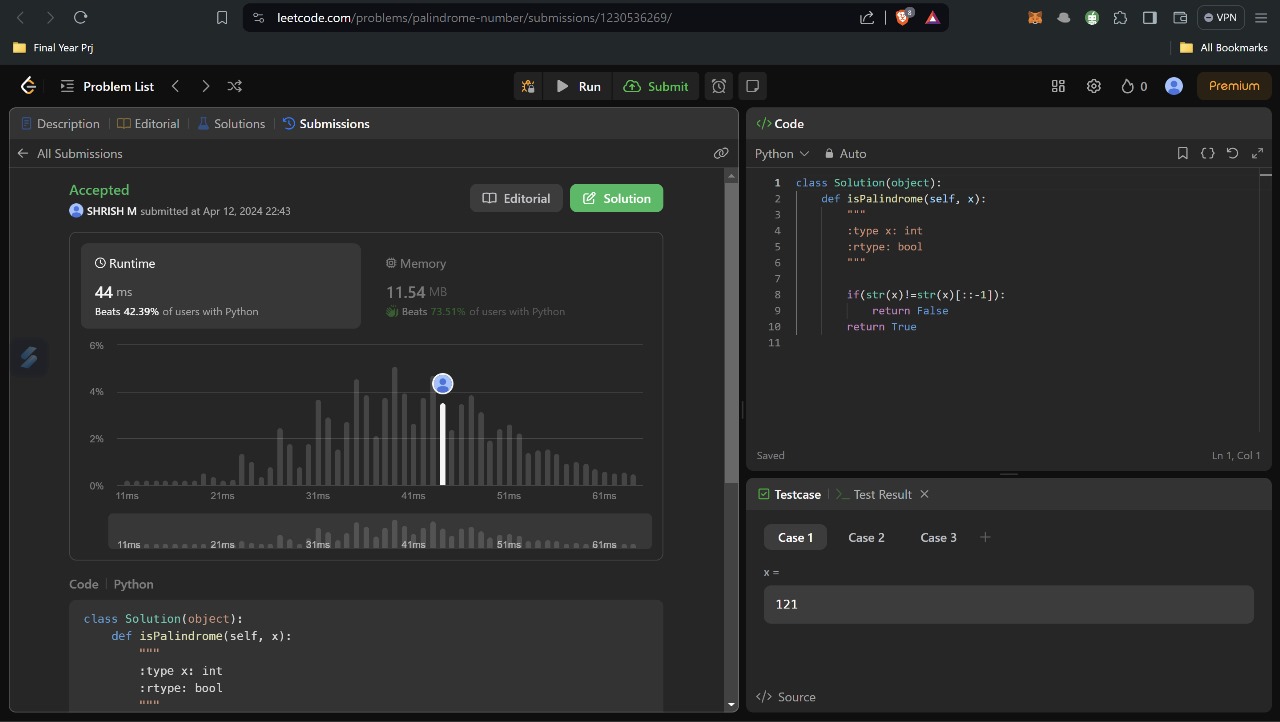 leetcode.com/problems/palindrome-number/submissions/1230536269/
3
VPN
Final Year Prj
All Bookmarks
Problem List
Run
Submit
0
Premium
Description
Editorial
Solutions
Submissions
All Submissions
Accepted
SHRISH M submitted at Apr 12, 2024 22:43
Editorial
Solution
Runtime
44 ms
Beats 42.39% of users with Python
Memory
11.54 MB
Beats 73.51% of users with Python
6%
4%
2%
0%
11ms 21ms 31ms 41ms 51ms 61ms
11ms 21ms 31ms 41ms 51ms 61ms
Code | Python
class Solution(object):
def isPalindrome(self, x):
"""
:type x: int
:rtype: bool
"""
</> Code
Python
Auto
1 class Solution(object):
2 def isPalindrome(self, x):
3 """
4 :type x: int
5 :rtype: bool
6 """
7
8 if(str(x)!=str(x)[::-1]):
9 return False
10 return True
11
Saved
Ln 1, Col 1
Testcase
>_ Test Result ×
Case 1
Case 2
Case 3
+
x =
121
</> Source